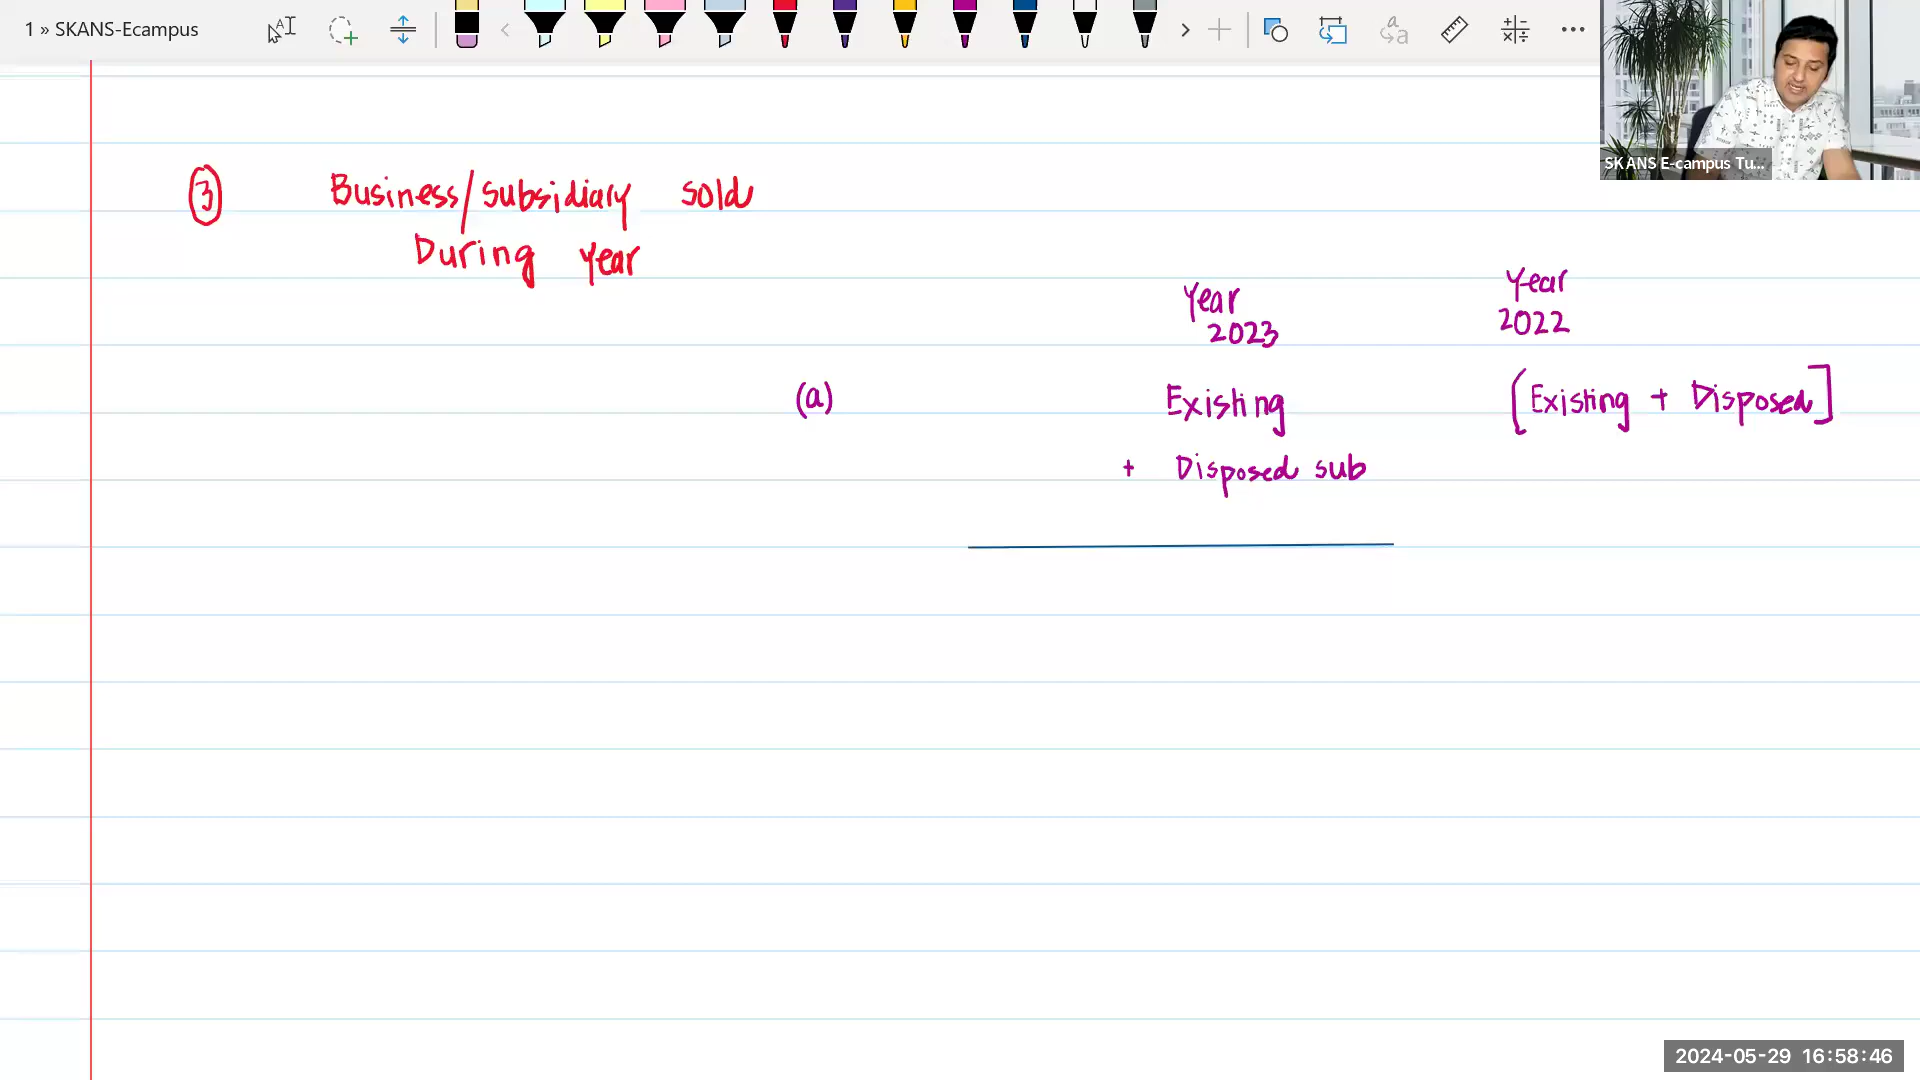 1 » SKANS-Ecampus
SKANS E-campus Tu...
③ Business/subsidiary sold
During year
Year
2023
Year
2022
(a) Existing [Existing + Disposed]
+ Disposed sub
2024-05-29 16:58:46